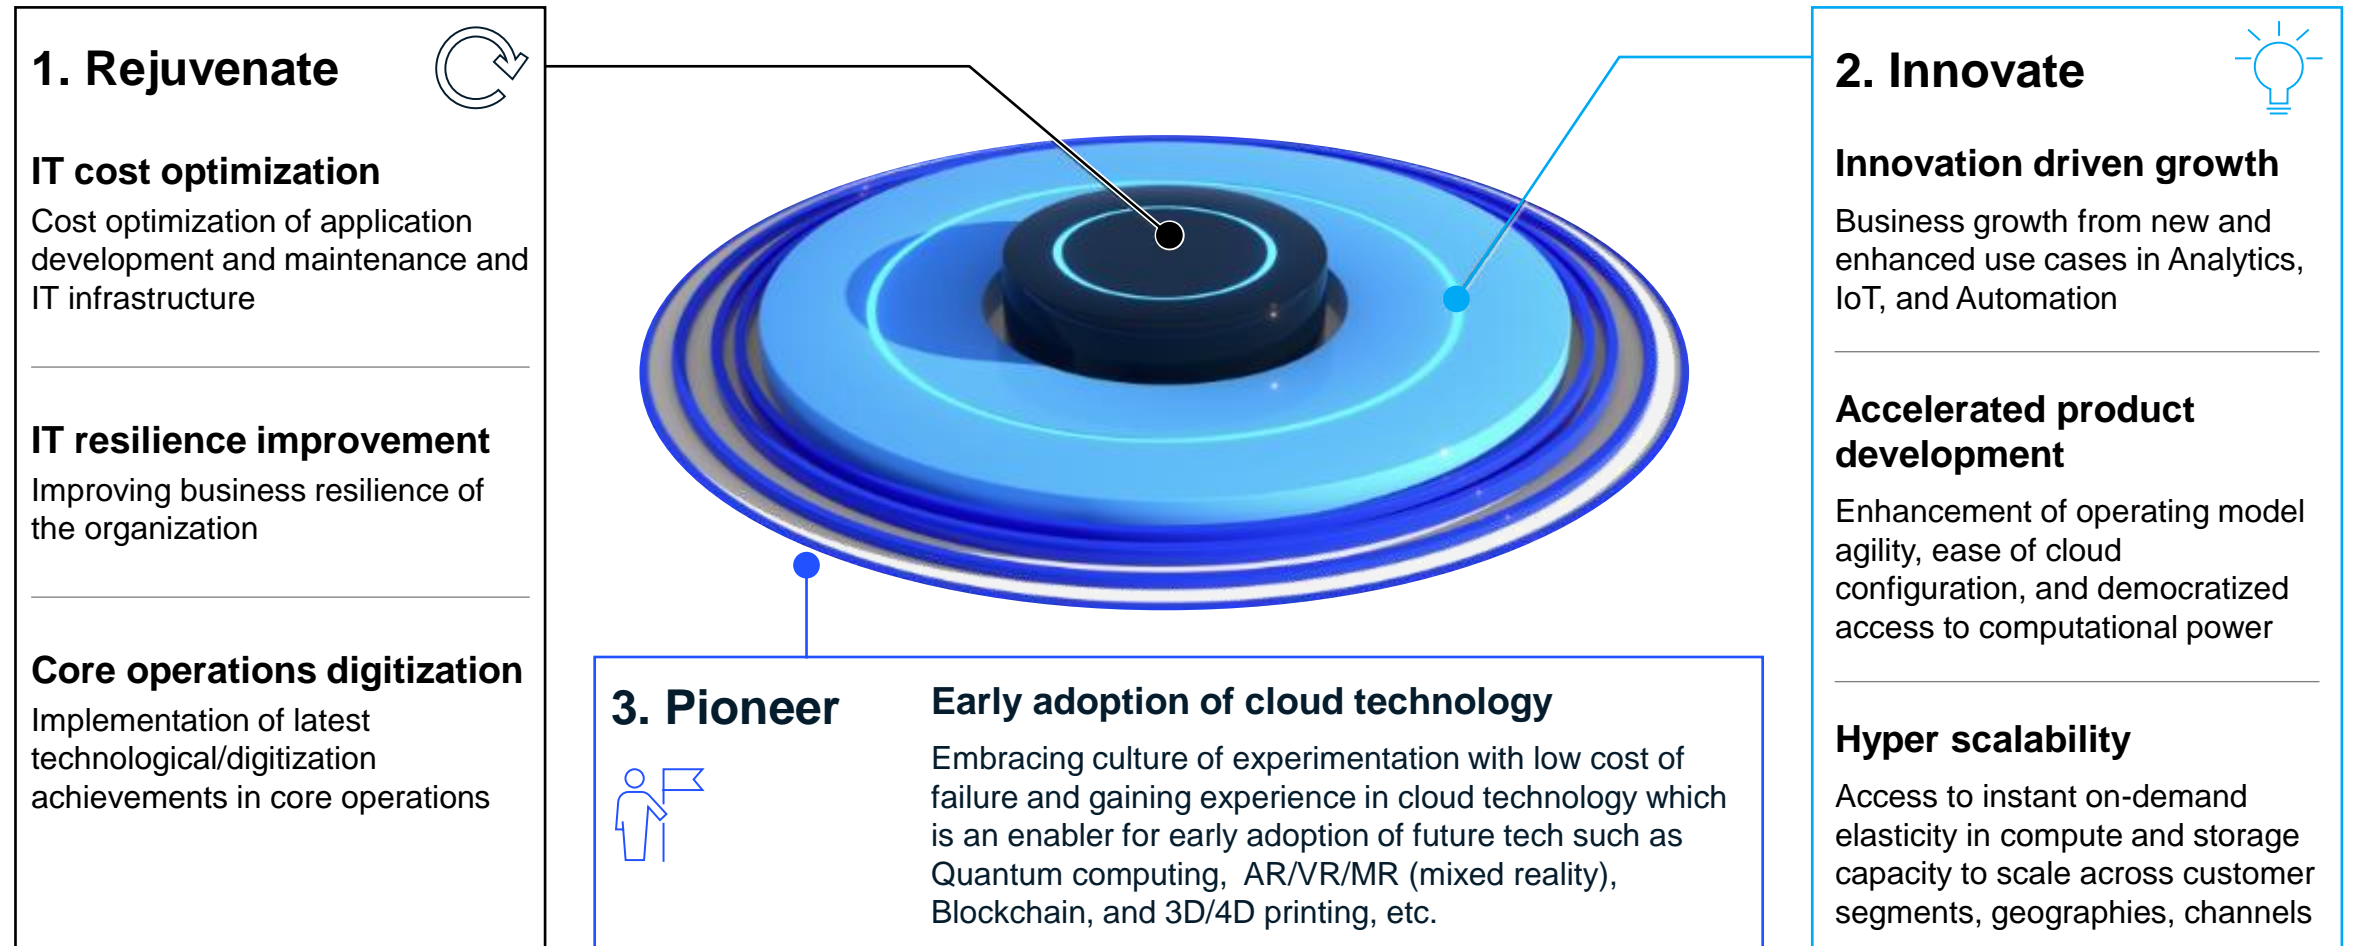 1. Rejuvenate
IT cost optimization
Cost optimization of application
development and maintenance and
IT infrastructure
IT resilience improvement
Improving business resilience of
the organization
Core operations digitization
Implementation of latest
technological/digitization
achievements in core operations
2. Innovate
Innovation driven growth
Business growth from new and
enhanced use cases in Analytics,
IoT, and Automation
Accelerated product
development
Enhancement of operating model
agility, ease of cloud
configuration, and democratized
access to computational power
Hyper scalability
Access to instant on-demand
elasticity in compute and storage
capacity to scale across customer
segments, geographies, channels
3. Pioneer
Early adoption of cloud technology
Embracing culture of experimentation with low cost of
failure and gaining experience in cloud technology which
is an enabler for early adoption of future tech such as
Quantum computing,  AR/VR/MR (mixed reality),
Blockchain, and 3D/4D printing, etc.